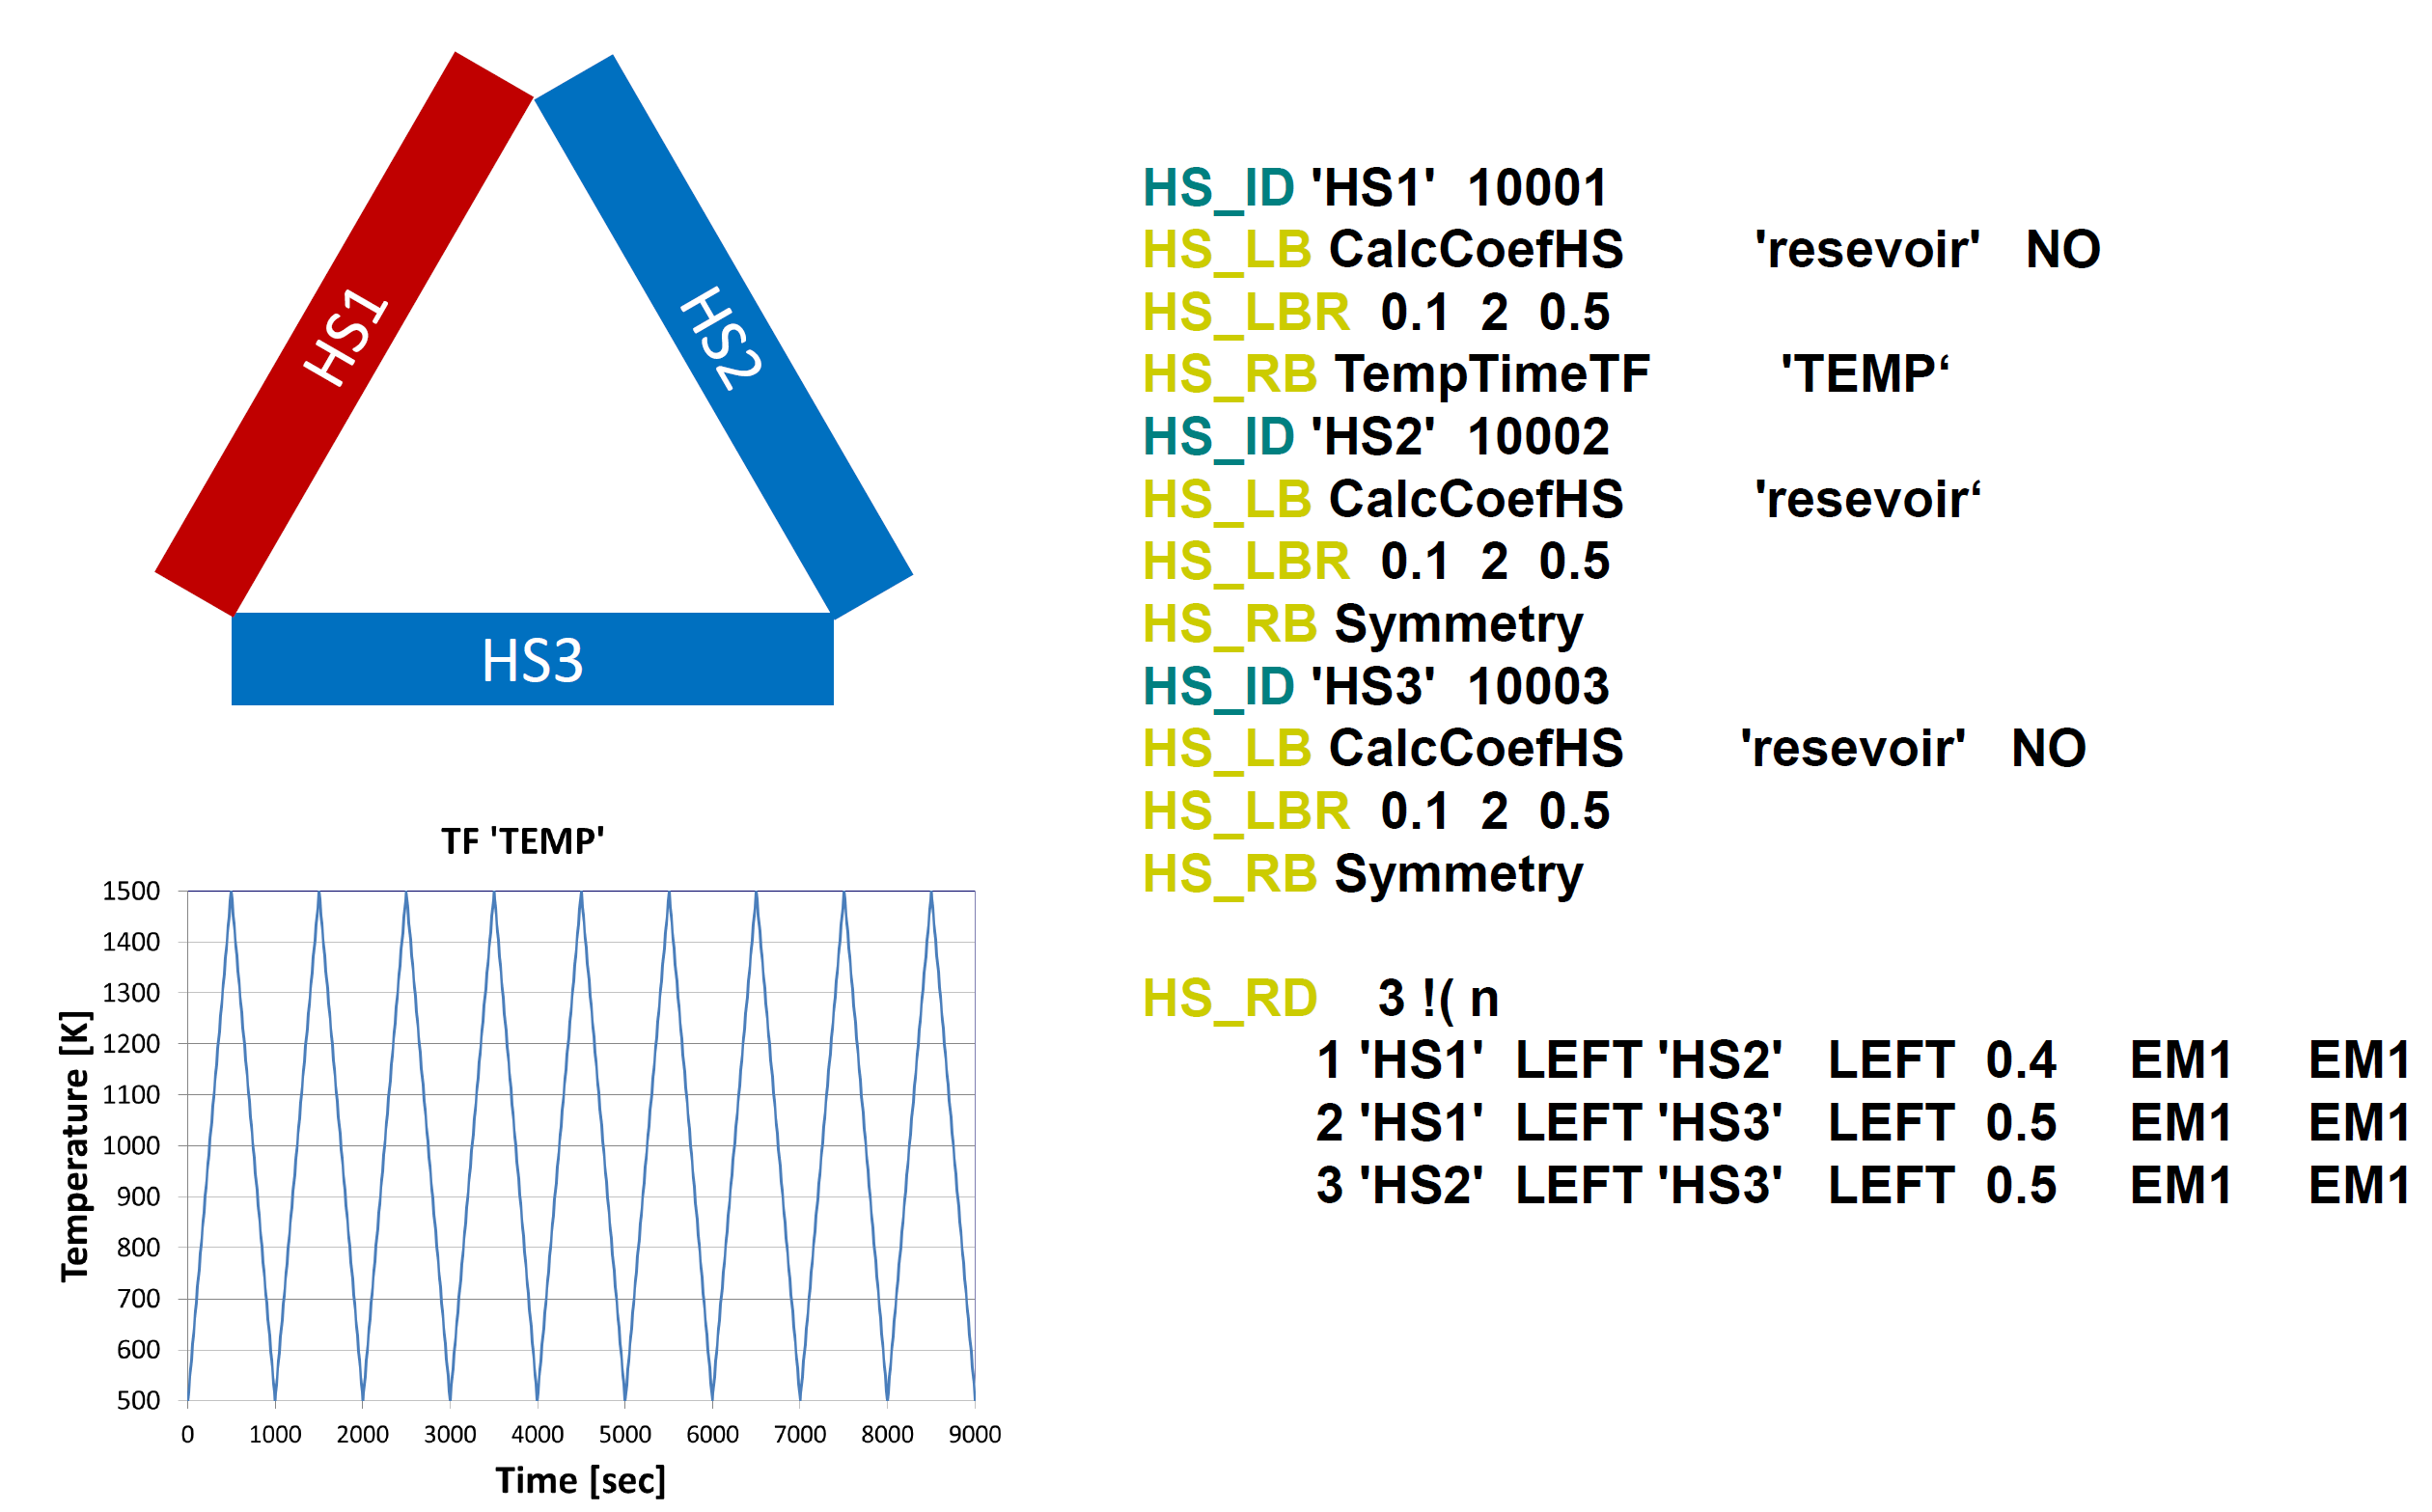 HS1
HS2
HS3
TF 'TEMP'
1500
1400
1300
1200
1100
1000
900
800
700
600
500
Temperature [K]
0 1000 2000 3000 4000 5000 6000 7000 8000 9000
Time [sec]
HS_ID 'HS1' 10001
HS_LB CalcCoefHS 'resevoir' NO
HS_LBR 0.1 2 0.5
HS_RB TempTimeTF 'TEMP‘
HS_ID 'HS2' 10002
HS_LB CalcCoefHS 'resevoir‘
HS_LBR 0.1 2 0.5
HS_RB Symmetry
HS_ID 'HS3' 10003
HS_LB CalcCoefHS 'resevoir' NO
HS_LBR 0.1 2 0.5
HS_RB Symmetry
HS_RD 3 !( n
1 'HS1' LEFT 'HS2' LEFT 0.4 EM1 EM1
2 'HS1' LEFT 'HS3' LEFT 0.5 EM1 EM1
3 'HS2' LEFT 'HS3' LEFT 0.5 EM1 EM1